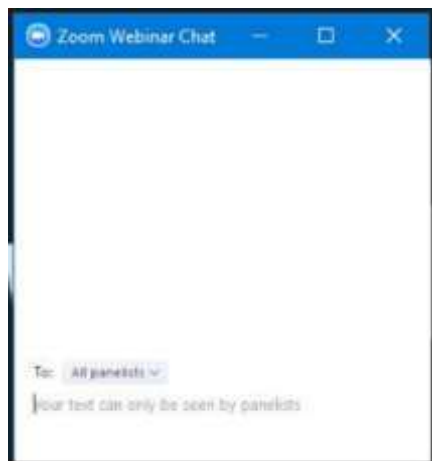 Zoom Webinar Chat
To: All panelists
Your text can only be seen by panelists